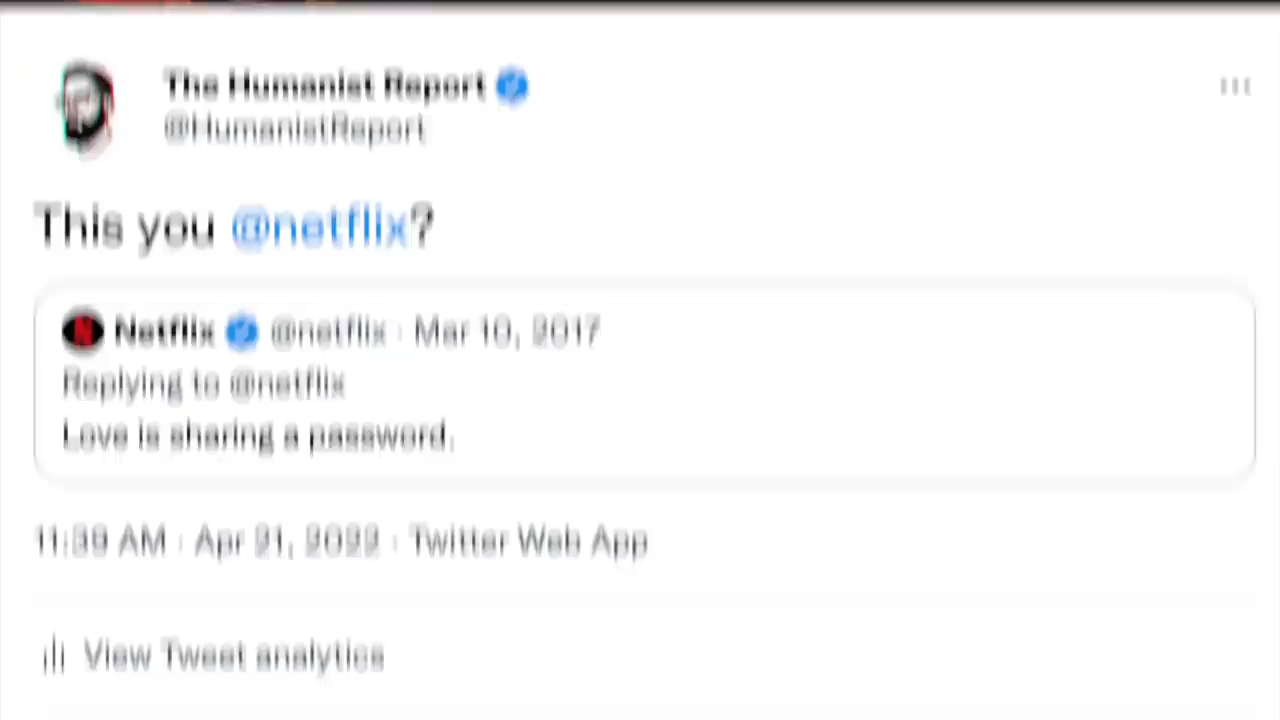 The Humanist Report
@HumanistReport
This you @netflix?
Netflix @netflix · Mar 10, 2017
Replying to @netflix
Love is sharing a password.
11:39 AM · Apr 21, 2022 · Twitter Web App
View Tweet analytics